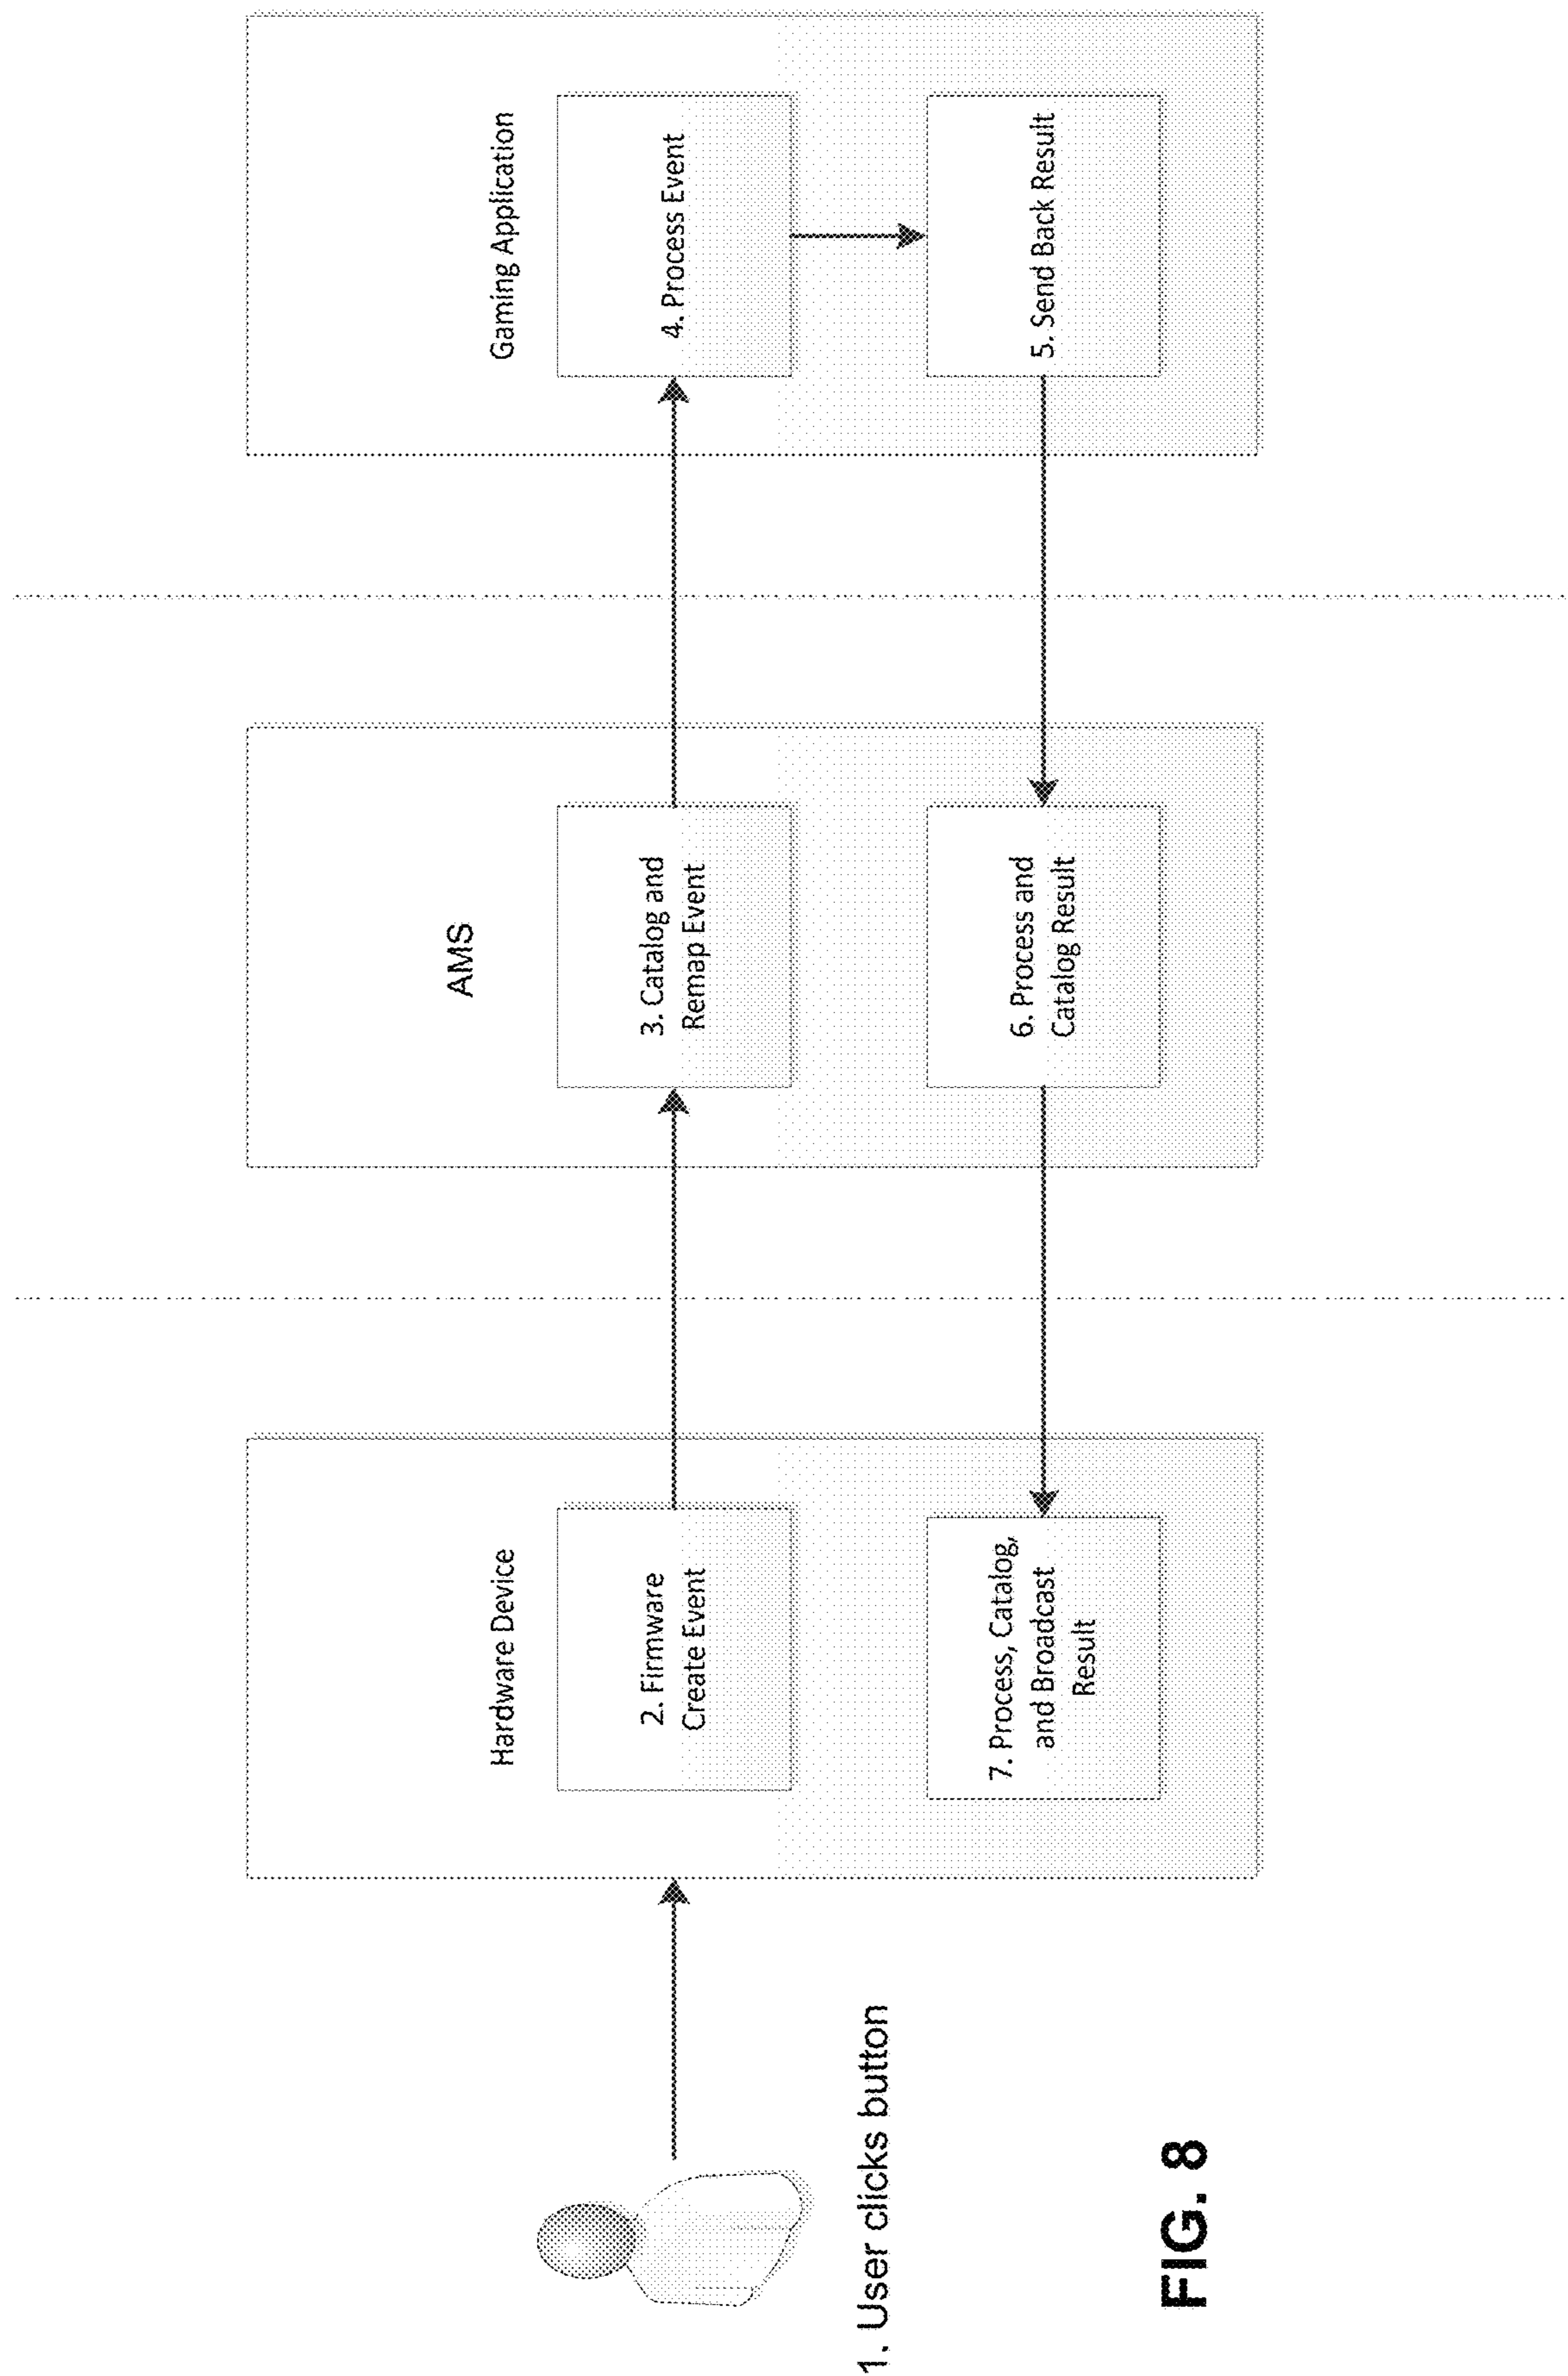 1. User clicks button
Hardware Device
2. Firmware
Create Event
AMS
3. Catalog and
Remap Event
Gaming Application
4. Process Event
5. Send Back Result
6. Process and
Catalog Result
7. Process, Catalog,
and Broadcast
Result
FIG. 8